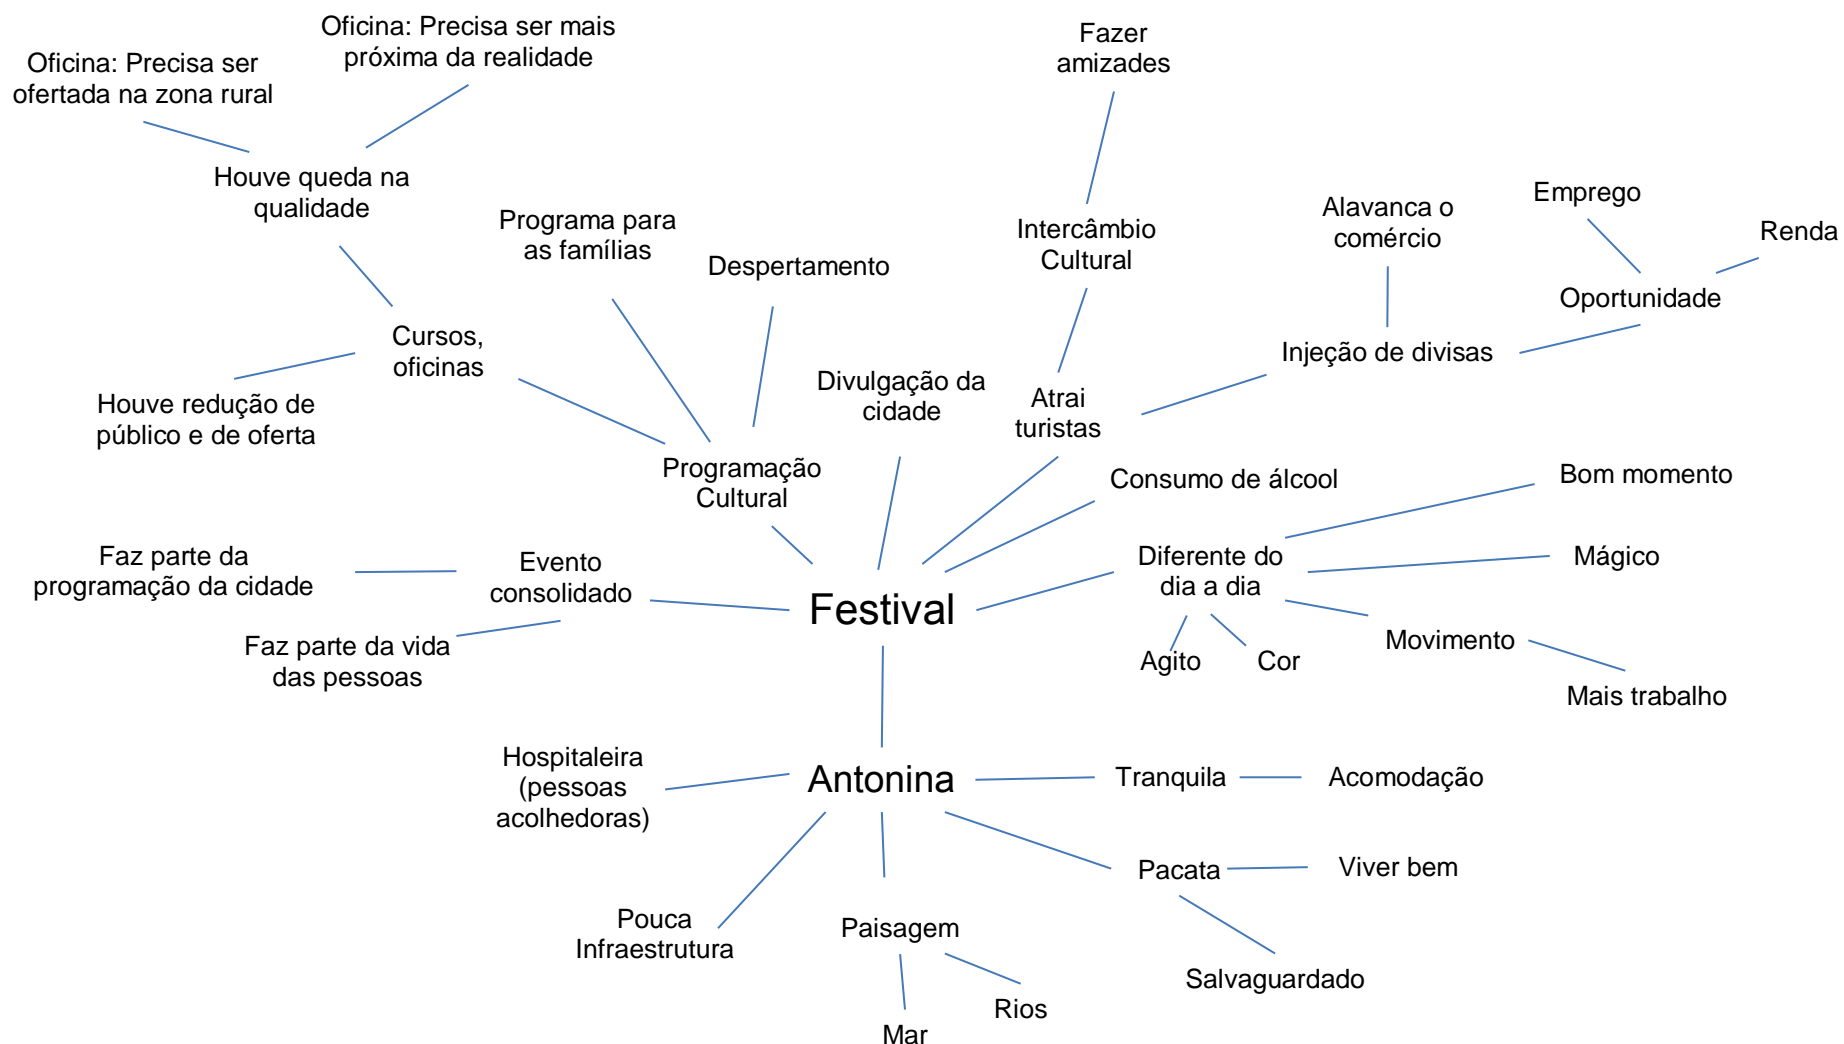 Oficina: Precisa ser
ofertada na zona rural
Oficina: Precisa ser mais
próxima da realidade
Houve queda na
qualidade
Cursos,
oficinas
Houve redução de
público e de oferta
Programa para
as famílias
Despertamento
Programação
Cultural
Divulgação da
cidade
Fazer
amizades
Intercâmbio
Cultural
Atrai
turistas
Alavanca o
comércio
Emprego
Renda
Oportunidade
Injeção de divisas
Consumo de álcool
Bom momento
Diferente do
dia a dia
Mágico
Agito
Cor
Movimento
Mais trabalho
Faz parte da
programação da cidade
Evento
consolidado
Faz parte da vida
das pessoas
Festival
Hospitaleira
(pessoas
acolhedoras)
Antonina
Tranquila
Acomodação
Pacata
Viver bem
Salvaguardado
Pouca
Infraestrutura
Paisagem
Rios
Mar